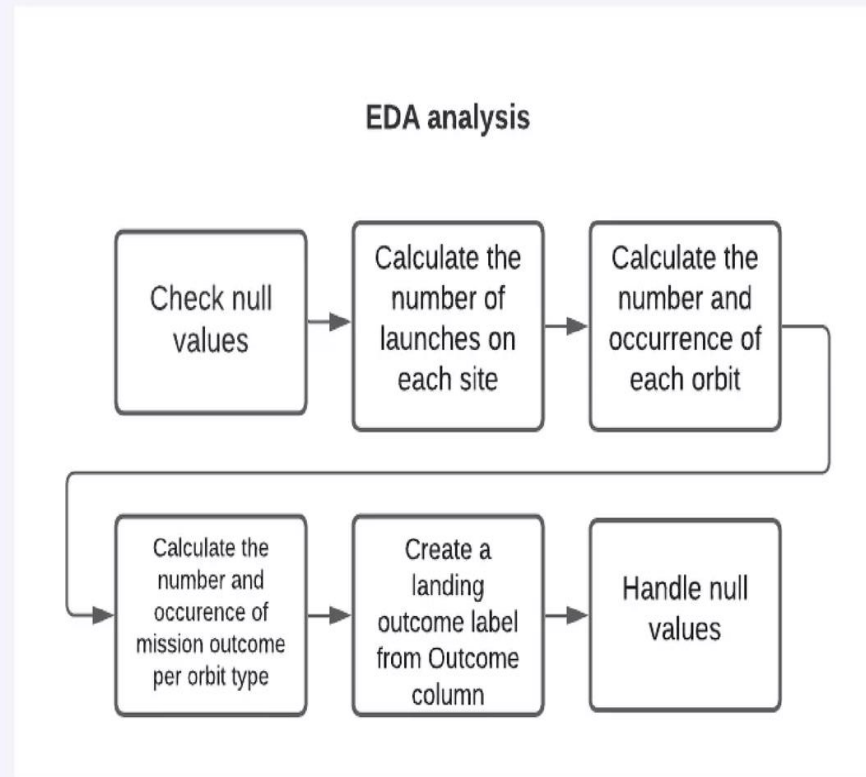 EDA analysis
Check null
values
Calculate the
number of
launches on
each site
Calculate the
number and
occurrence of
each orbit
Calculate the
number and
occurence of
mission outcome
per orbit type
Create a
landing
outcome label
from Outcome
column
Handle null
values